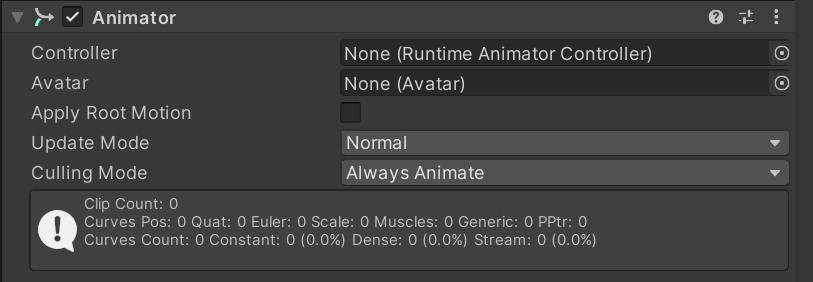 Animator
Controller None (Runtime Animator Controller)
Avatar None (Avatar)
Apply Root Motion
Update Mode Normal
Culling Mode Always Animate
Clip Count: 0
Curves Pos: 0 Quat: 0 Euler: 0 Scale: 0 Muscles: 0 Generic: 0 PPtr: 0
Curves Count: 0 Constant: 0 (0.0%) Dense: 0 (0.0%) Stream: 0 (0.0%)